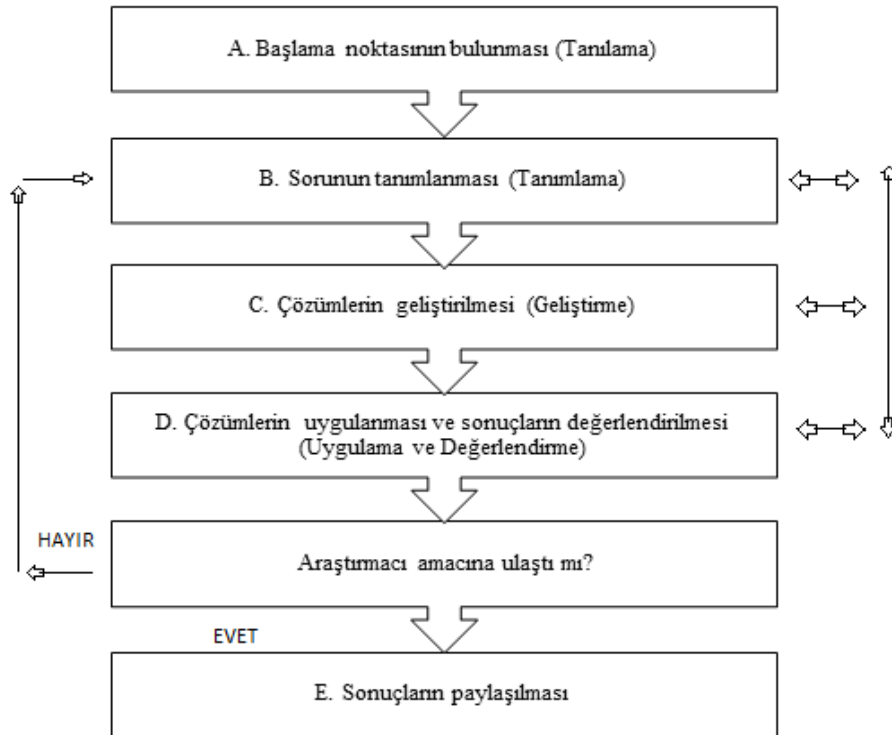 A. Başlama noktasının bulunması (Tanılama)
B. Sorunun tanımlanması (Tanımlama)
C. Çözümlerin geliştirilmesi (Geliştirme)
D. Çözümlerin uygulanması ve sonuçların değerlendirilmesi
(Uygulama ve Değerlendirme)
HAYIR
Araştırmacı amacına ulaştı mı?
EVET
E. Sonuçların paylaşılması